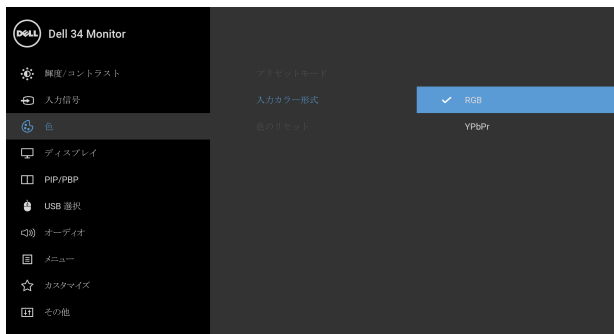 DELL Dell 34 Monitor
輝度/コントラスト
入力信号
色
ディスプレイ
PIP/PBP
USB 選択
オーディオ
メニュー
カスタマイズ
その他
プリセットモード
入力カラー形式
色のリセット
RGB
YPbPr